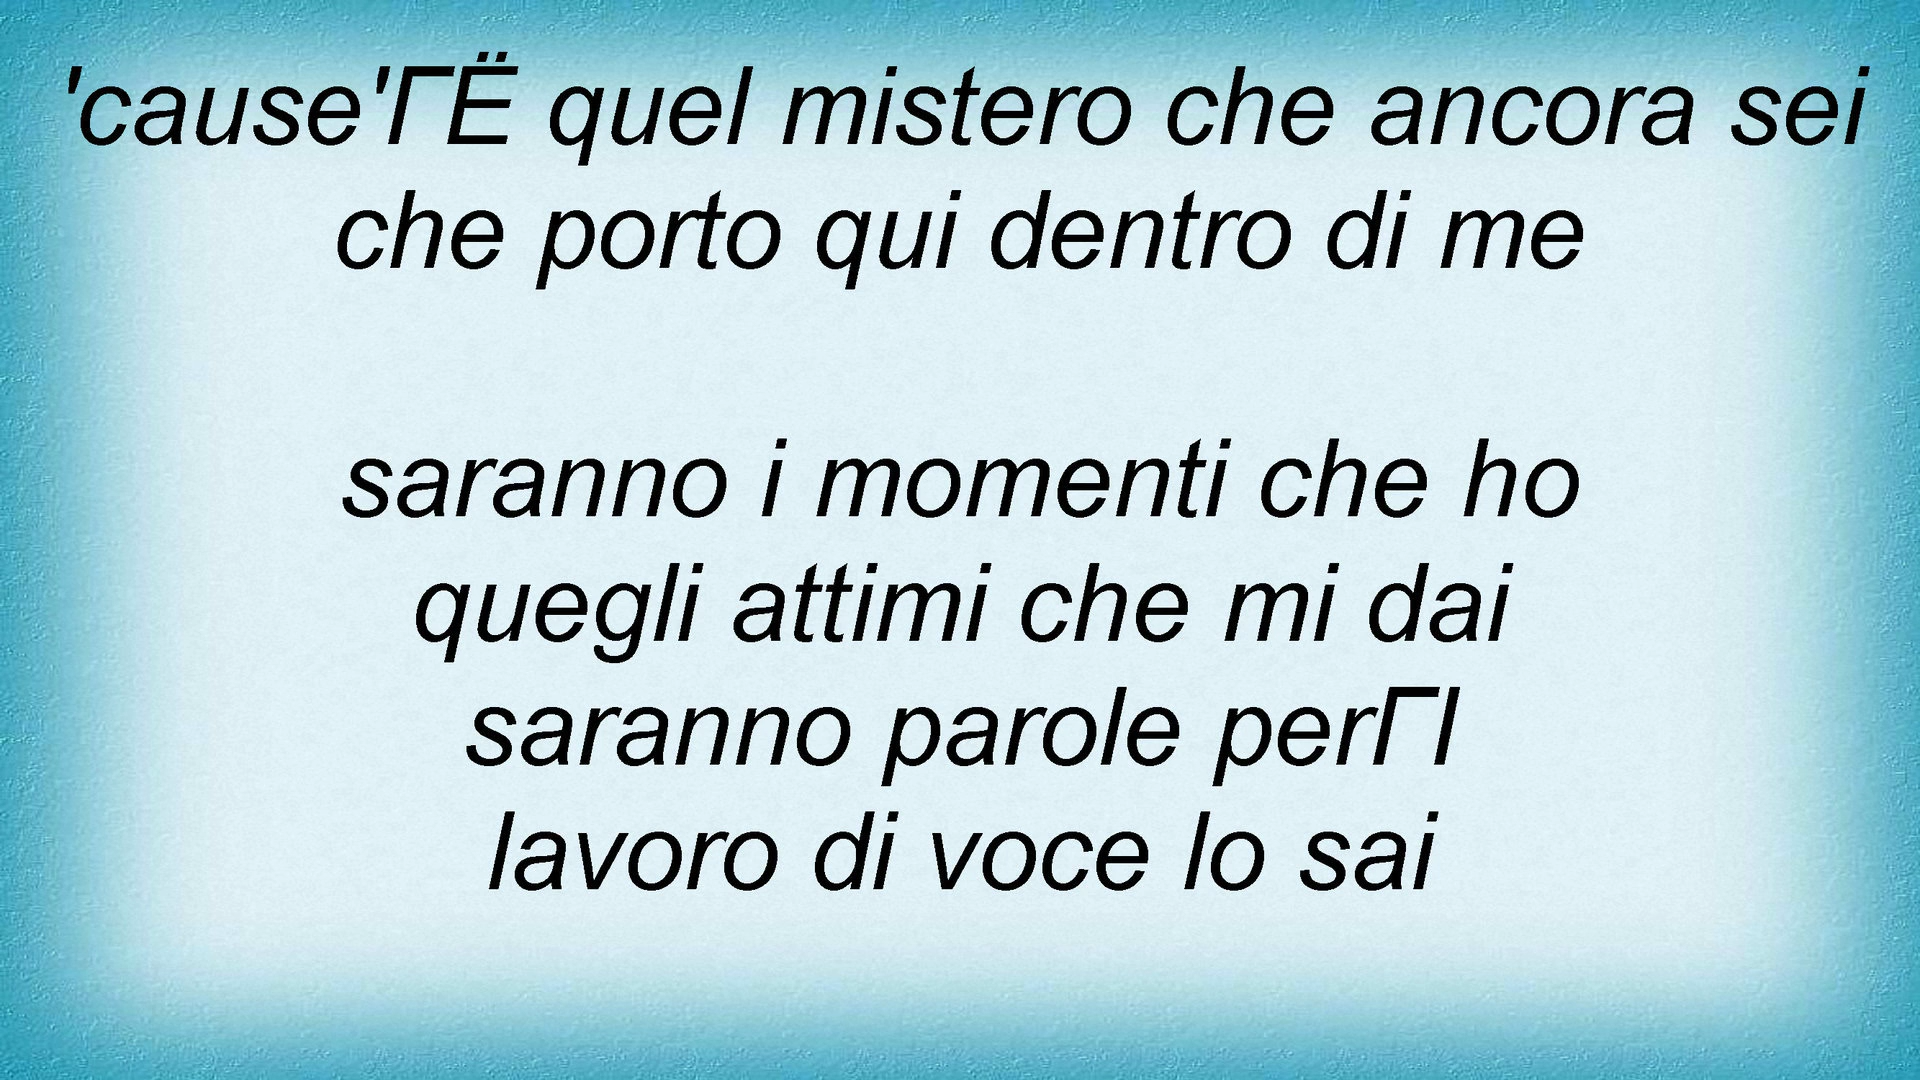 'cause'ГЁ quel mistero che ancora sei
che porto qui dentro di me
saranno i momenti che ho
quegli attimi che mi dai
saranno parole perГІ
lavoro di voce lo sai